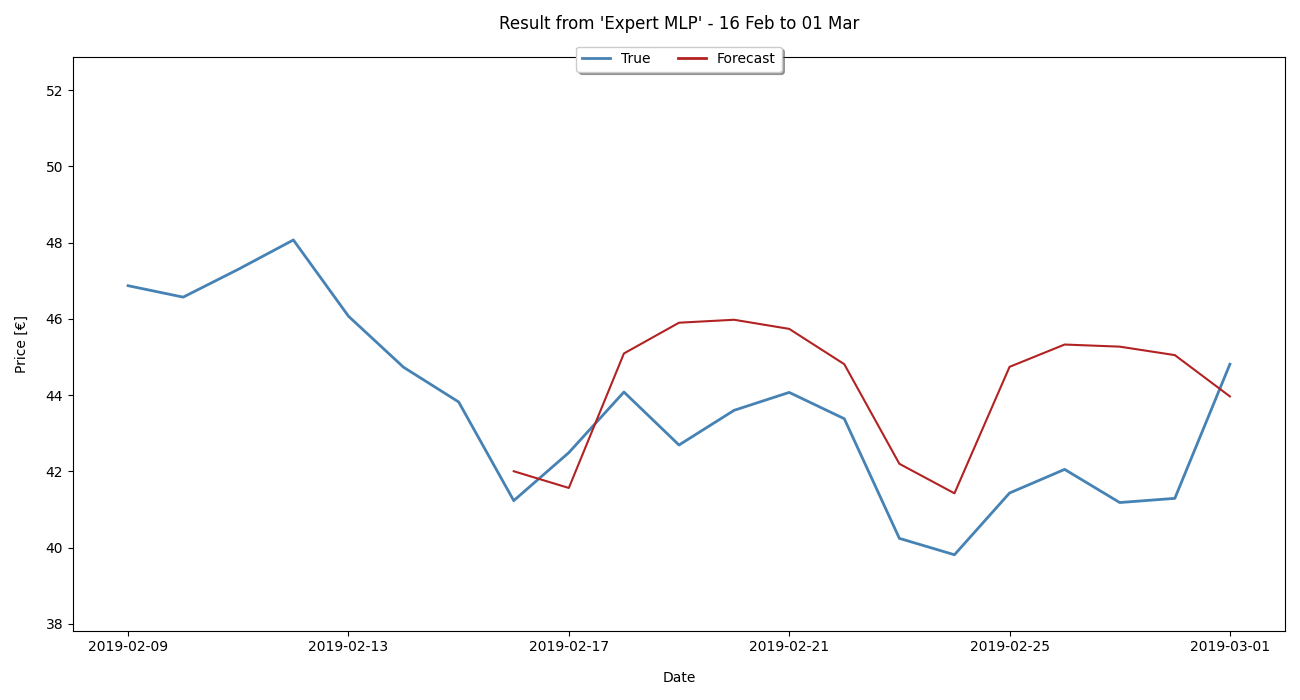 Result from 'Expert MLP' - 16 Feb to 01 Mar
True Forecast
Price [€]
52
50
48
46
44
42
40
38
2019-02-09 2019-02-13 2019-02-17 2019-02-21 2019-02-25 2019-03-01
Date